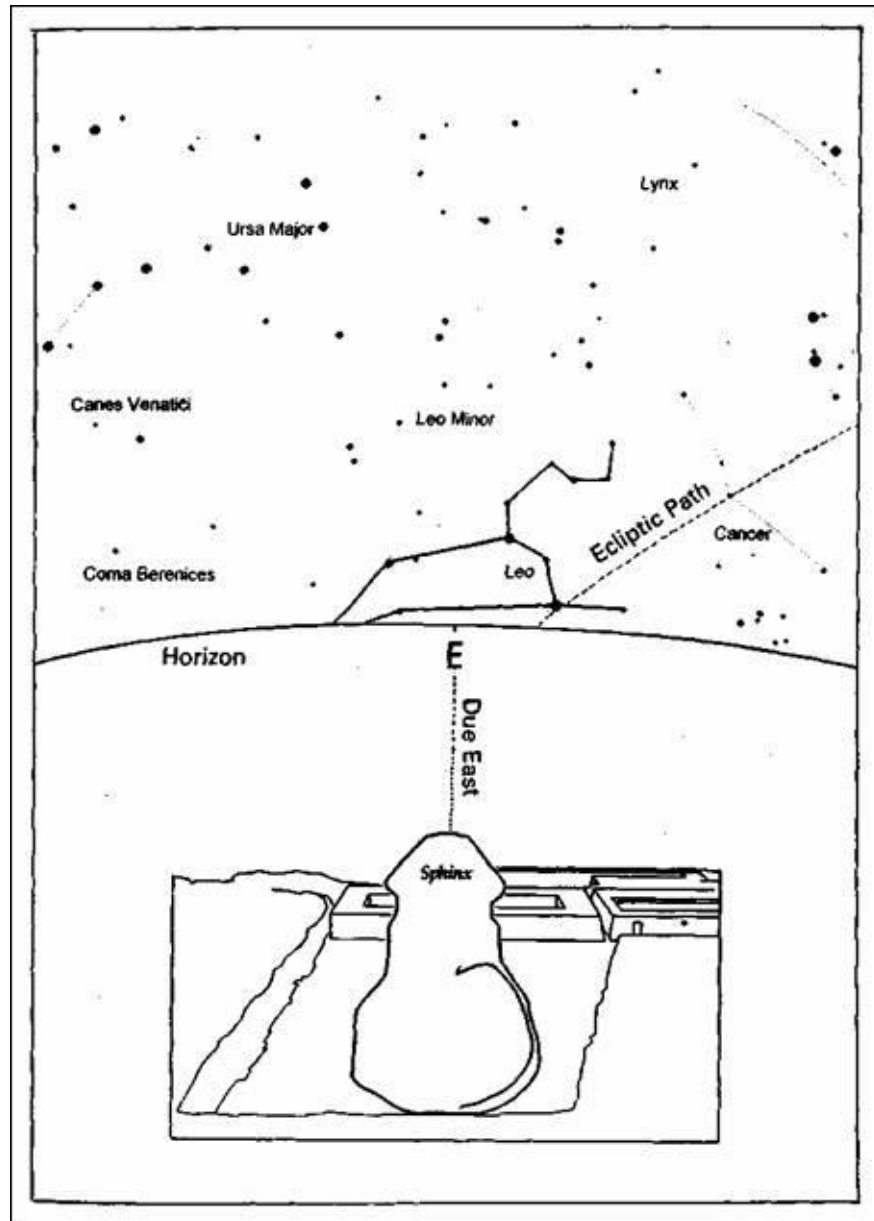 Lynx
Ursa Major
Canes Venatici
Leo Minor
Ecliptic Path
Cancer
Leo
Coma Berenices
Horizon
E
Due East
Sphinx